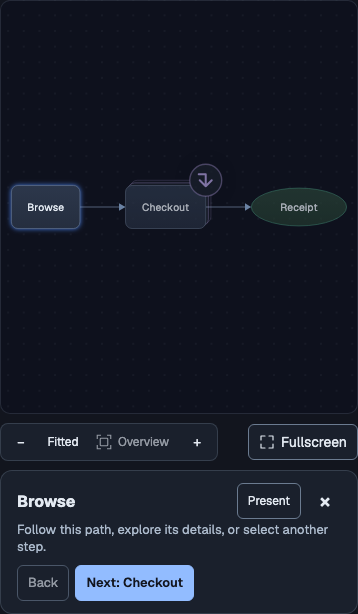 Browse
Checkout
Receipt
− Fitted Overview + Fullscreen
Browse Present ×
Follow this path, explore its details, or select another
step.
Back Next: Checkout